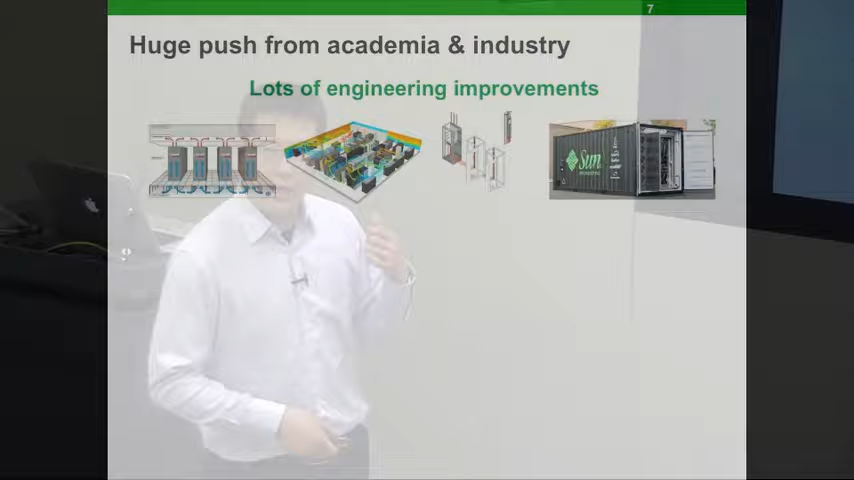 7
Huge push from academia & industry
Lots of engineering improvements
Sun